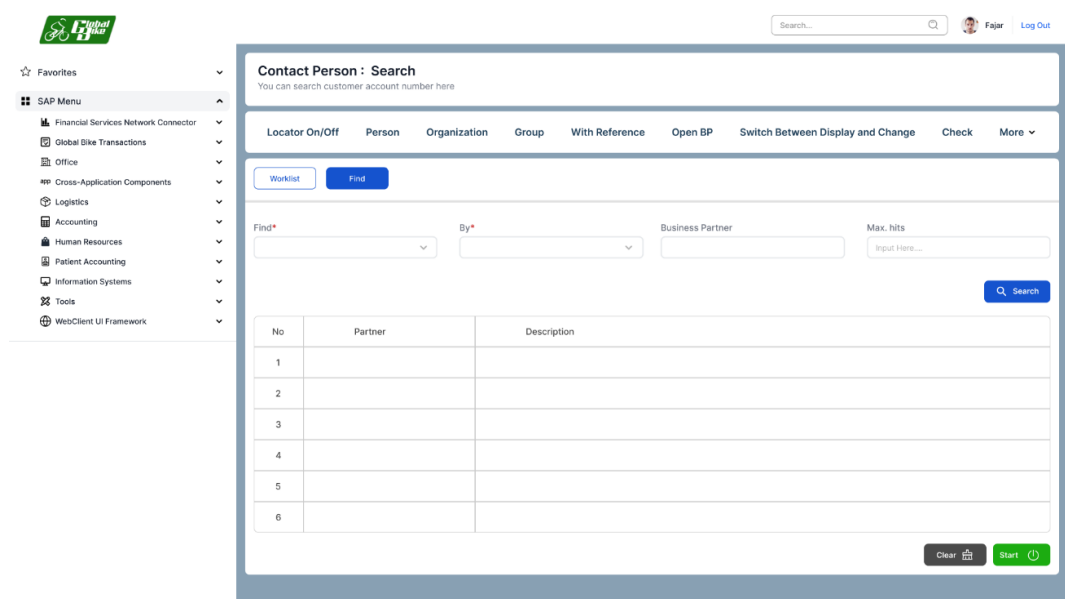 Global Bike
Search...
Fajar
Log Out
Favorites
SAP Menu
Financial Services Network Connector
Global Bike Transactions
Office
APP Cross-Application Components
Logistics
Accounting
Human Resources
Patient Accounting
Information Systems
Tools
WebClient UI Framework
Contact Person : Search
You can search customer account number here
Locator On/Off Person Organization Group With Reference Open BP Switch Between Display and Change Check More
Worklist Find
Find* By* Business Partner Max. hits
Input Here....
Search
No Partner Description
1
2
3
4
5
6
Clear Start